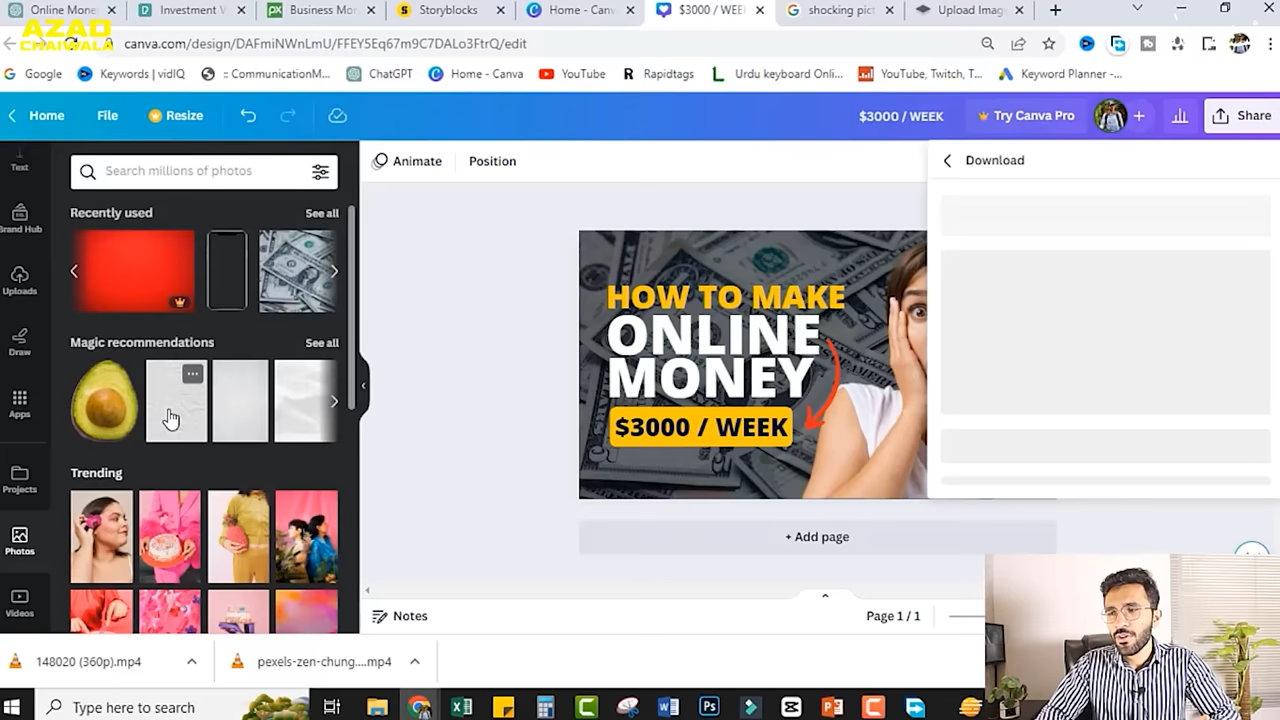 Online Mone
Investment V
Business Mo
Storyblocks
Home - Canv
$3000 / WEE
shocking pict
Upload Imag
AZAD
CHAIWALA
canva.com/design/DAFmiNWnLmU/FFEY5Eq67m9C7DALo3FtrQ/edit
Google
Keywords | vidIQ
:: CommunicationM...
ChatGPT
Home - Canva
YouTube
Rapidtags
Urdu keyboard Onli...
YouTube, Twitch, T...
Keyword Planner -...
Home
File
Resize
$3000 / WEEK
Try Canva Pro
Share
Text
Brand Hub
Uploads
Draw
Apps
Projects
Photos
Videos
Search millions of photos
Recently used
See all
Magic recommendations
See all
Trending
Animate
Position
Download
HOW TO MAKE
ONLINE
MONEY
$3000 / WEEK
+ Add page
Notes
Page 1 / 1
148020 (360p).mp4
pexels-zen-chung....mp4
Type here to search